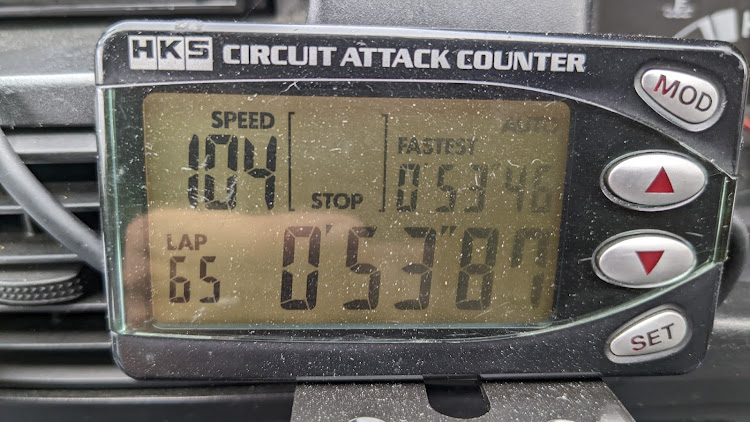 HKS CIRCUIT ATTACK COUNTER
MOD
AUTO
SPEED
FASTEST
104
0'53"46
STOP
LAP
65
0'53"87
SET